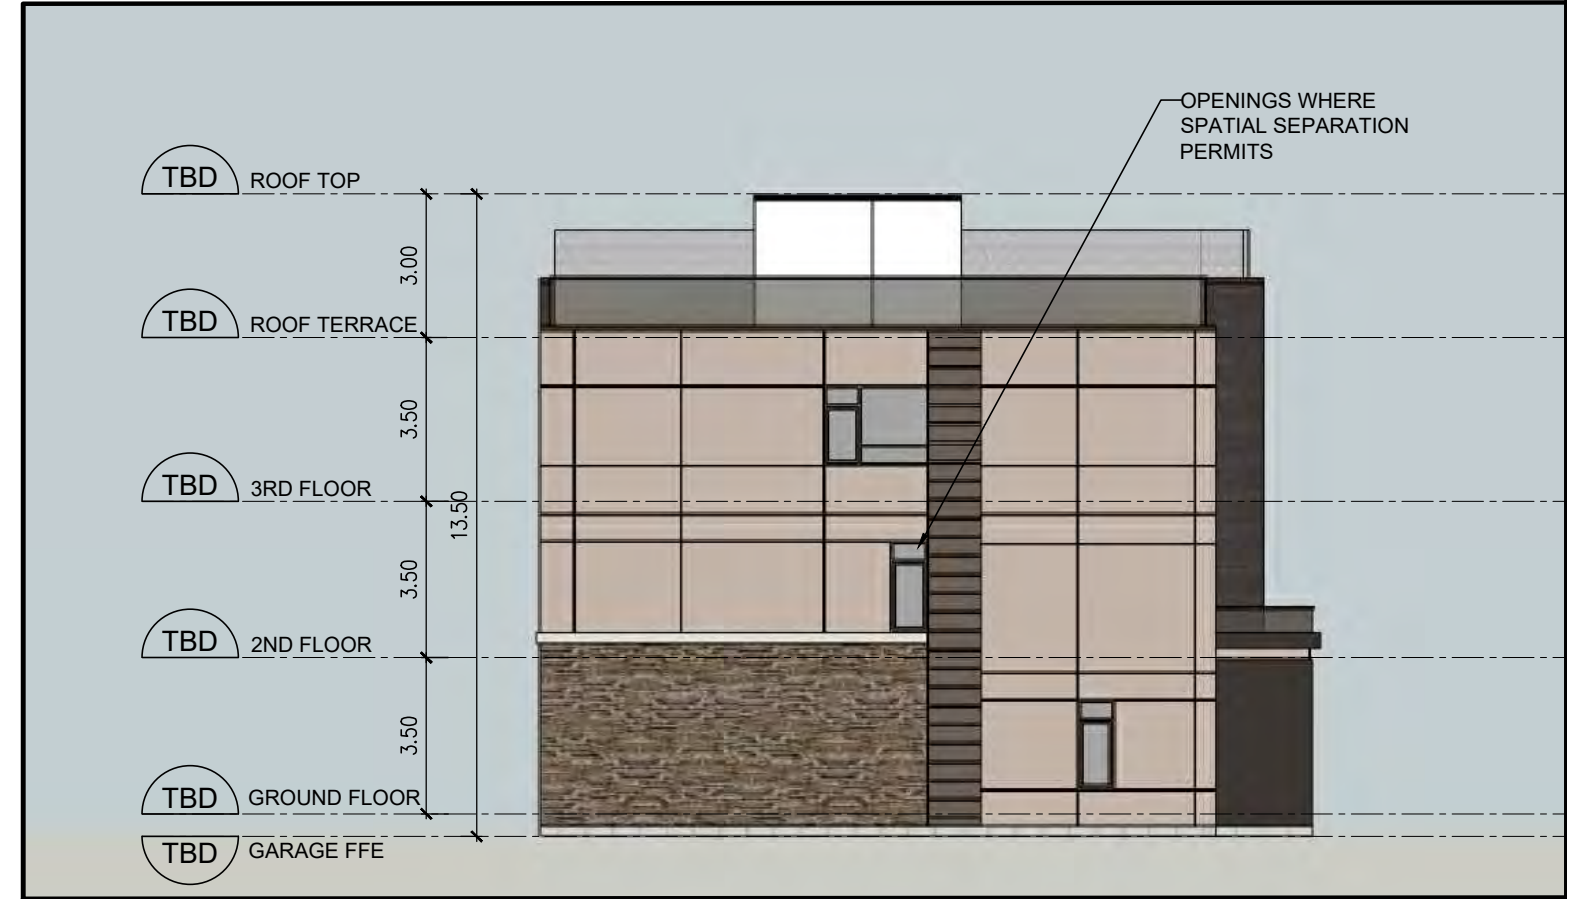 OPENINGS WHERE
SPATIAL SEPARATION
PERMITS
TBD ROOF TOP
3.00
TBD ROOF TERRACE
3.50
TBD 3RD FLOOR
13.50
3.50
TBD 2ND FLOOR
3.50
TBD GROUND FLOOR
TBD GARAGE FFE